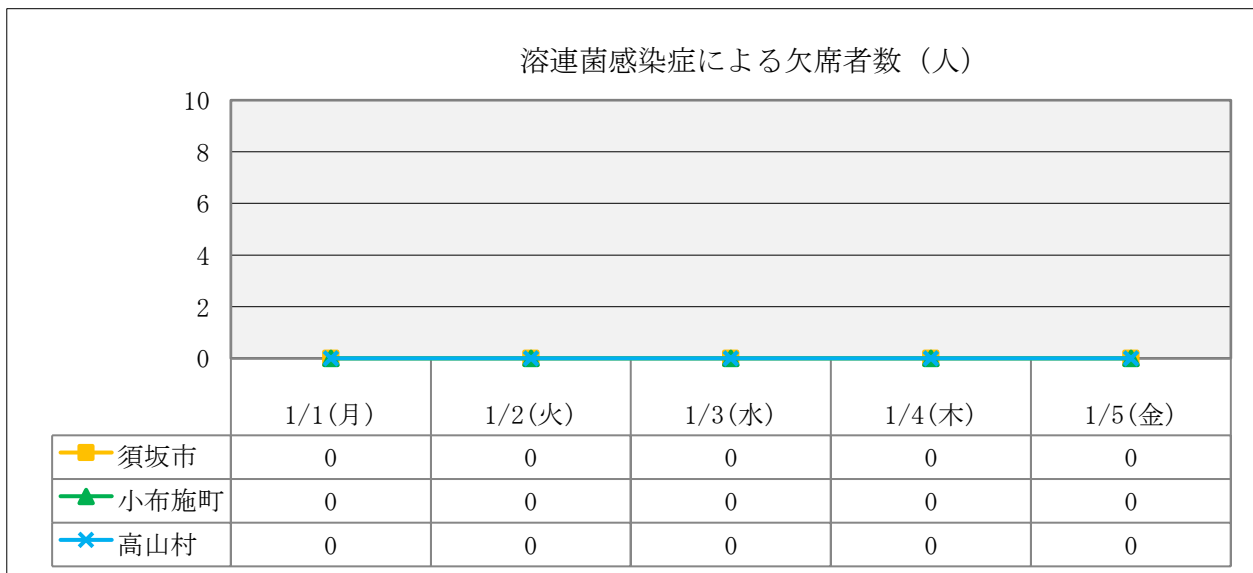 溶連菌感染症による欠席者数（人）
10
8
6
4
2
0
1/1(月) 1/2(火) 1/3(水) 1/4(木) 1/5(金)
須坂市 0 0 0 0 0
小布施町 0 0 0 0 0
高山村 0 0 0 0 0